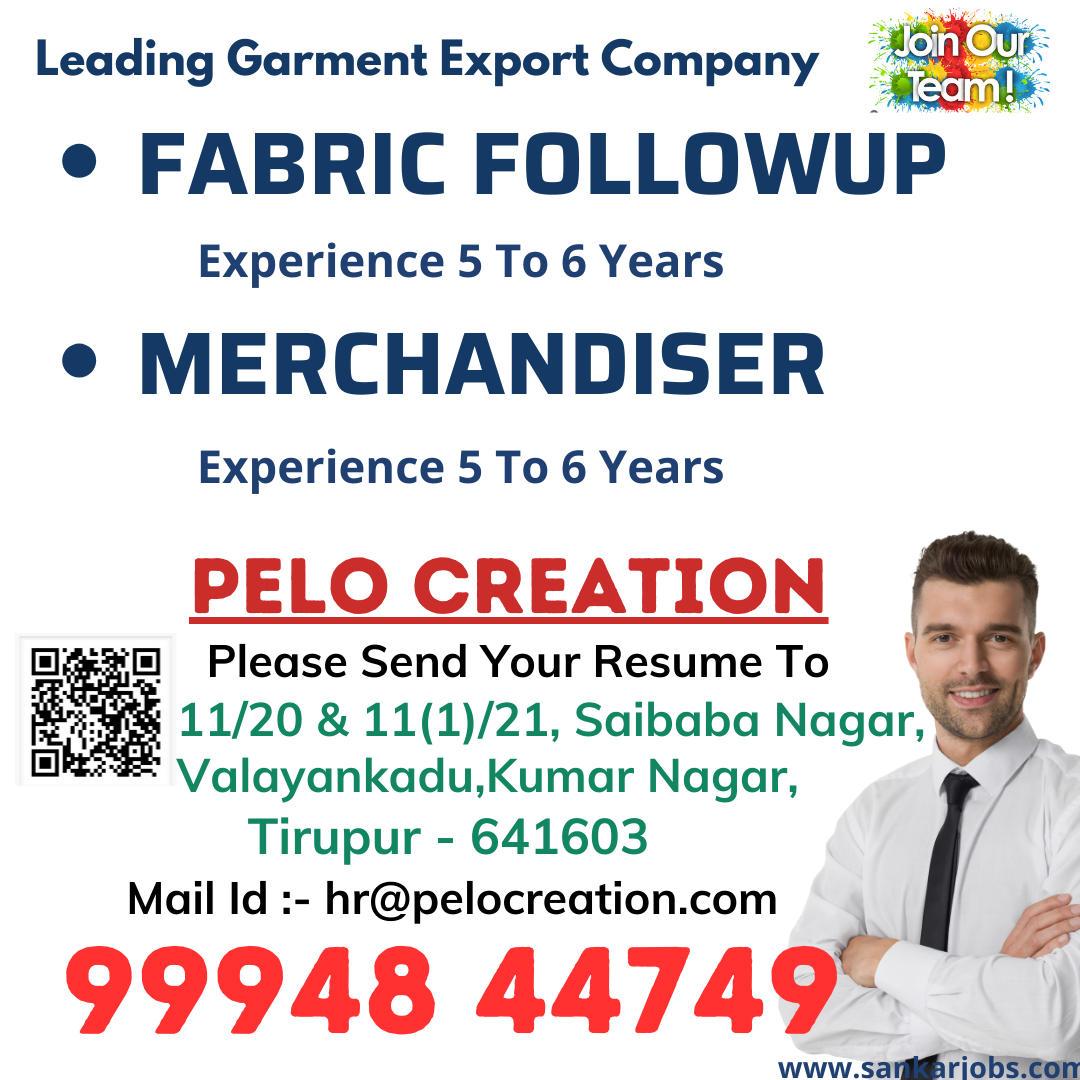 Leading Garment Export Company
Join Our
Team!
• FABRIC FOLLOWUP
Experience 5 To 6 Years
• MERCHANDISER
Experience 5 To 6 Years
PELO CREATION
Please Send Your Resume To
11/20 & 11(1)/21, Saibaba Nagar,
Valayankadu,Kumar Nagar,
Tirupur - 641603
Mail Id :- hr@pelocreation.com
99948 44749
www.sankarjobs.com